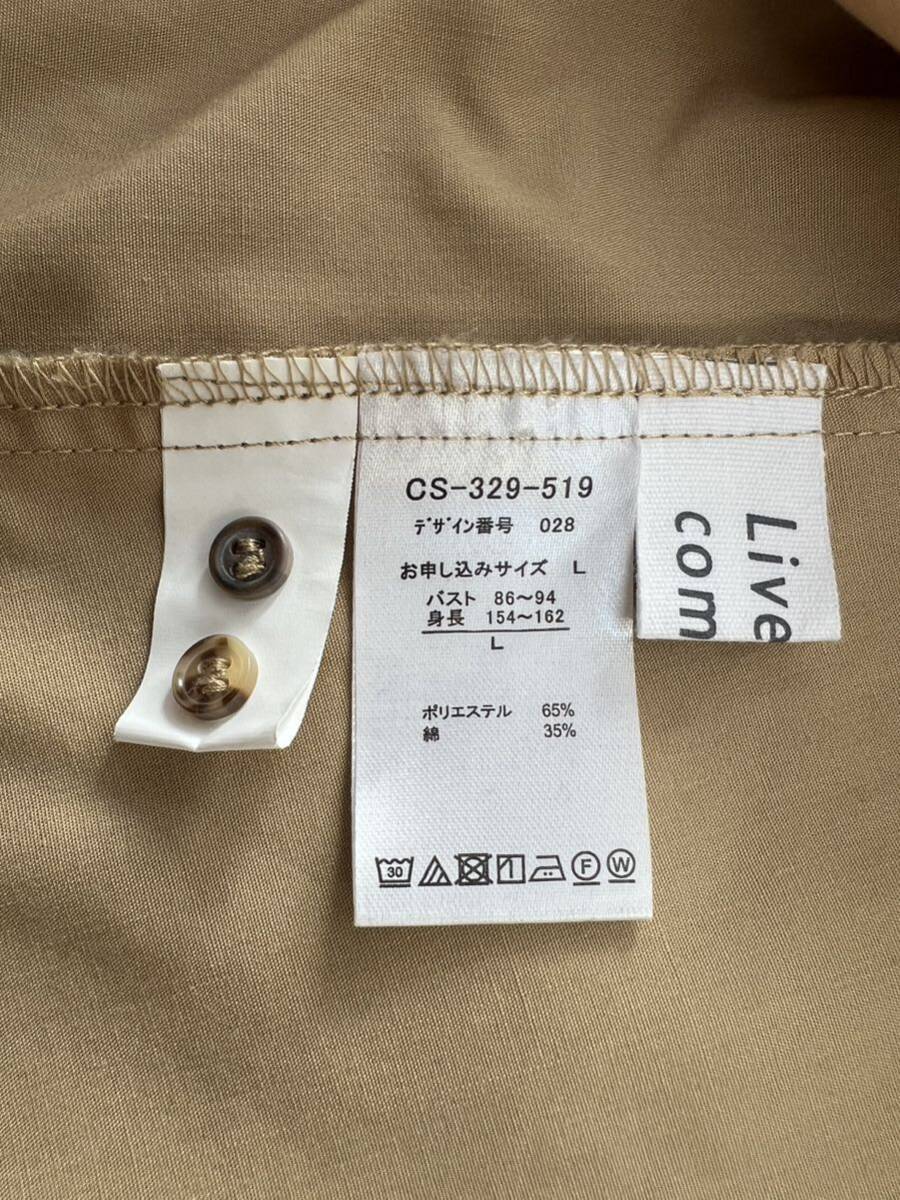 CS-329-519
デザイン番号 028
お申し込みサイズ L
バスト 86〜94
身長 154〜162
L
ポリエステル 65%
綿 35%
30
F
W
Live
com